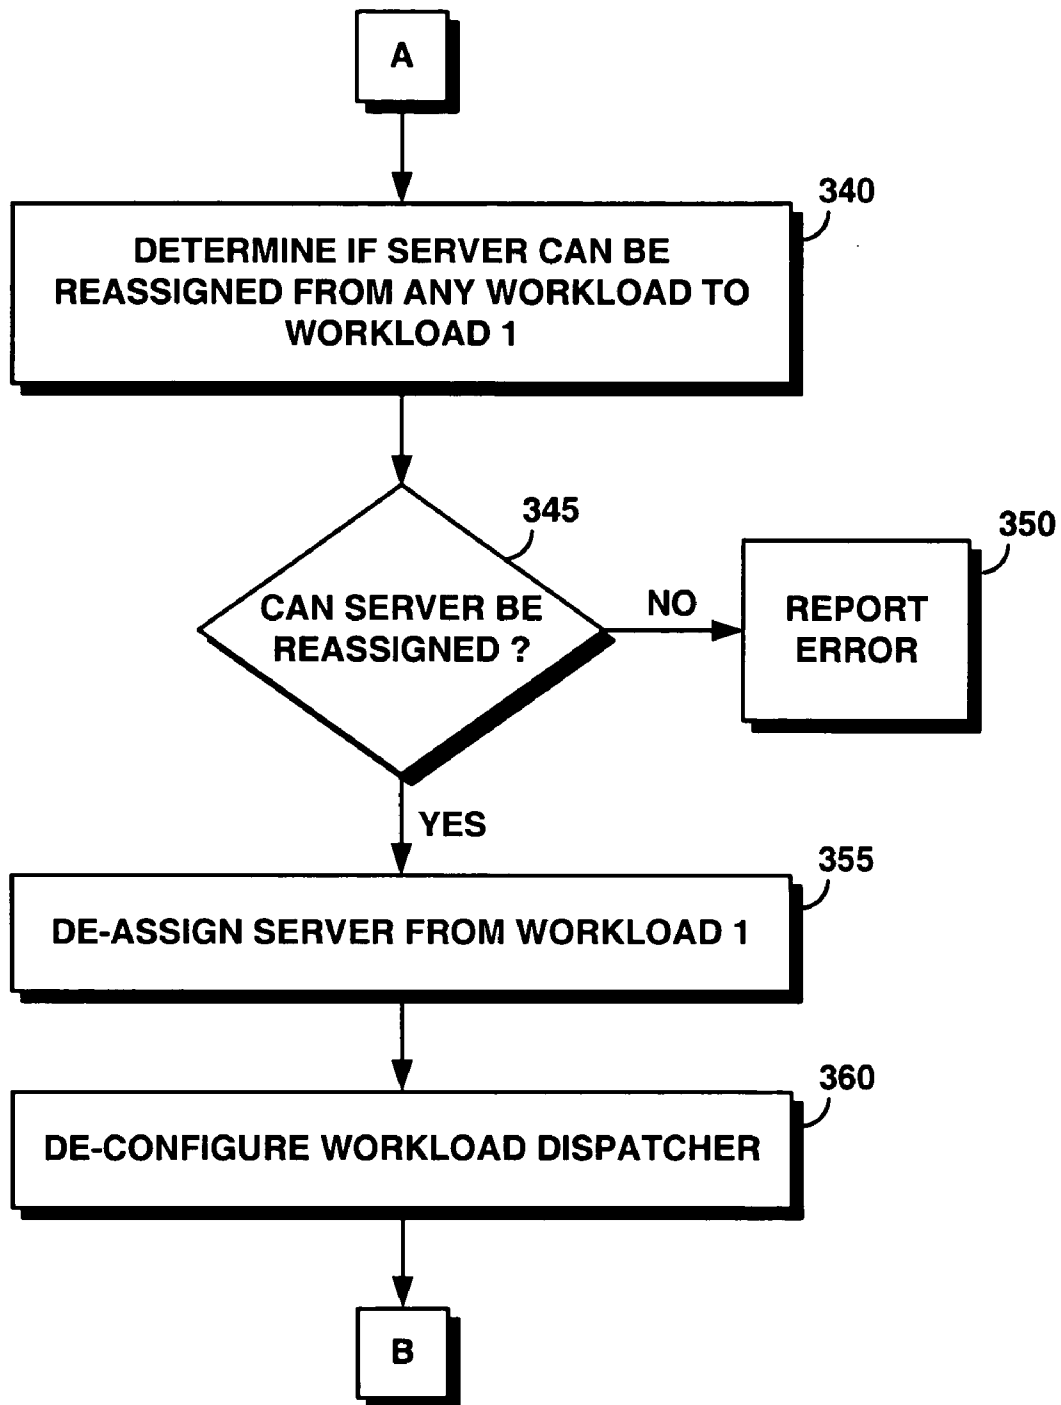 A
340
DETERMINE IF SERVER CAN BE
REASSIGNED FROM ANY WORKLOAD TO
WORKLOAD 1
345
CAN SERVER BE
REASSIGNED ?
NO
350
REPORT
ERROR
YES
355
DE-ASSIGN SERVER FROM WORKLOAD 1
360
DE-CONFIGURE WORKLOAD DISPATCHER
B